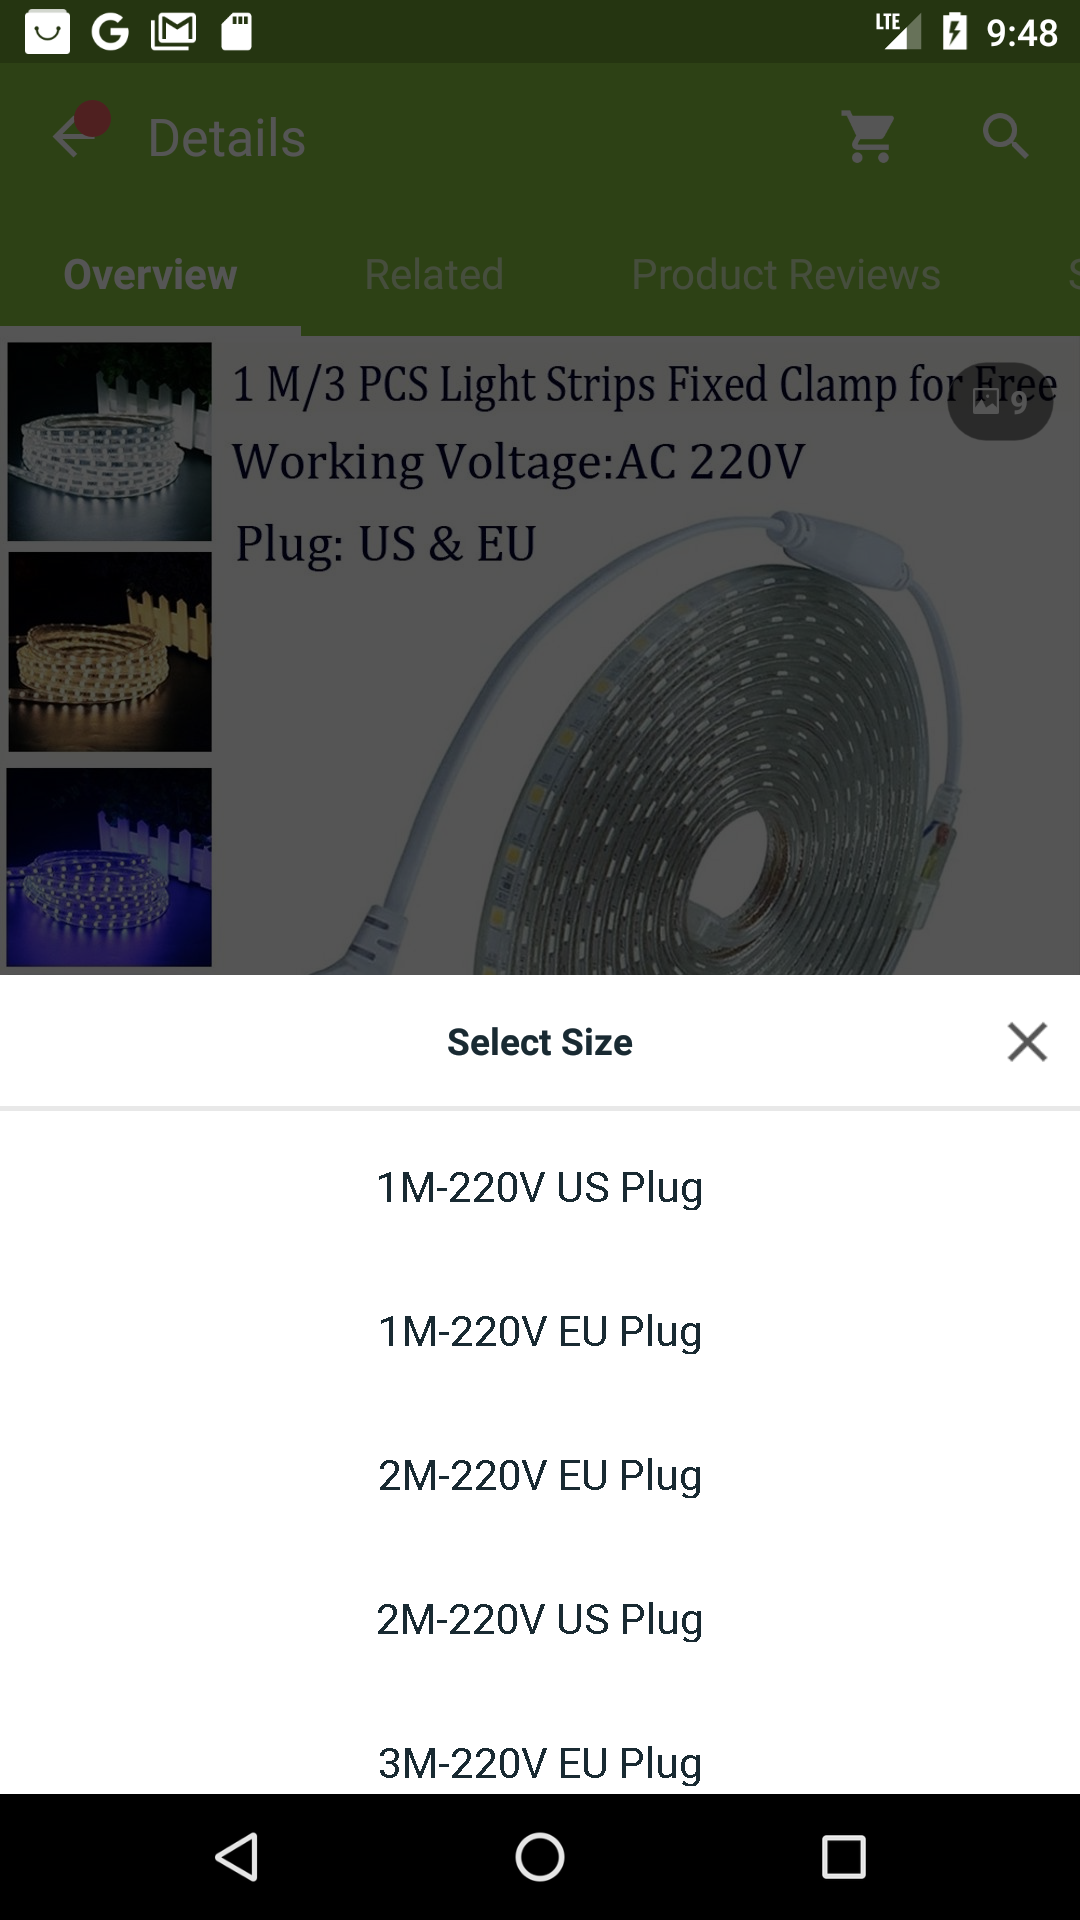 LTE 9:48
Details
Overview Related Product Reviews
1 M/3 PCS Light Strips Fixed Clamp for Free
9
Working Voltage:AC 220V
Plug: US & EU
Select Size
1M-220V US Plug
1M-220V EU Plug
2M-220V EU Plug
2M-220V US Plug
3M-220V EU Plug